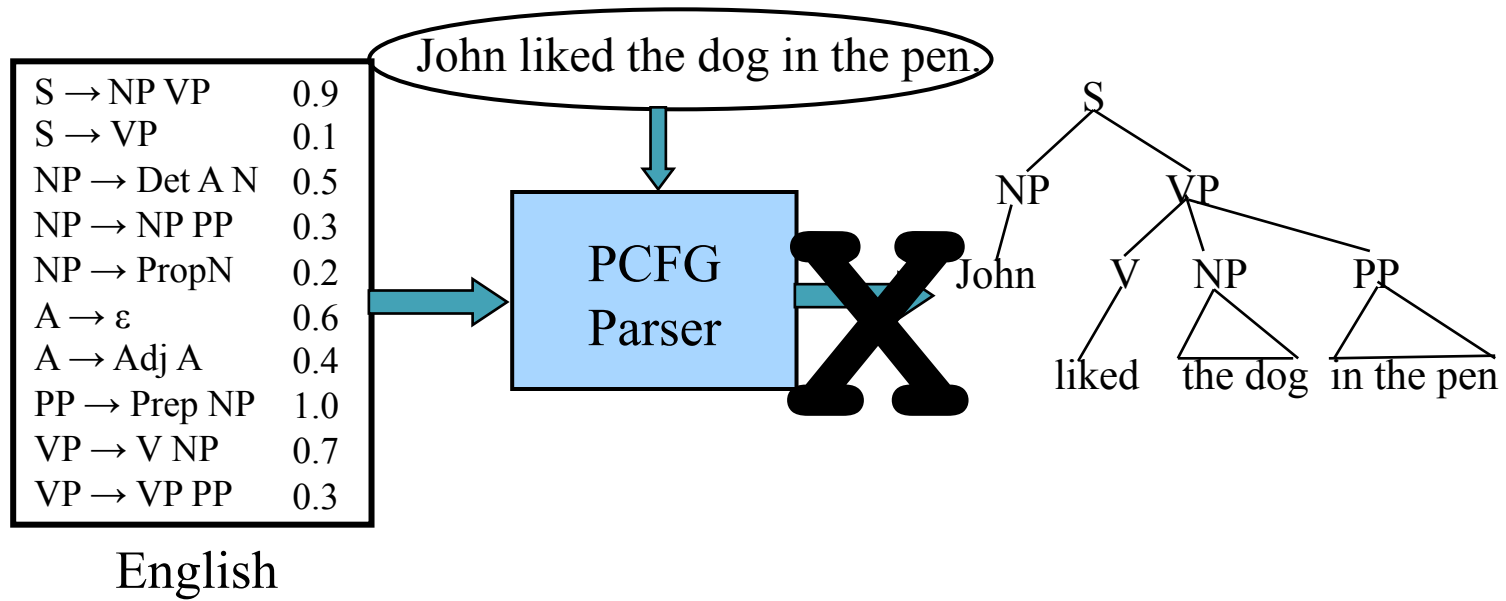 John liked the dog in the pen.
S → NP VP 0.9
S → VP 0.1
NP → Det A N 0.5
NP → NP PP 0.3
NP → PropN 0.2
A → ε 0.6
A → Adj A 0.4
PP → Prep NP 1.0
VP → V NP 0.7
VP → VP PP 0.3
English
PCFG
Parser
X
S
NP VP
John V NP PP
liked the dog in the pen